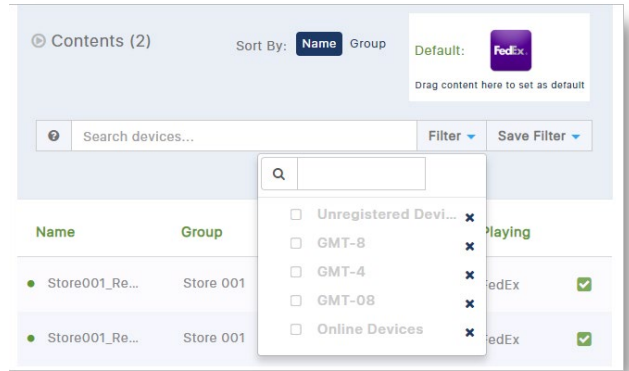 Contents (2)
Sort By: Name Group
Default:
FedEx
Drag content here to set as default
Search devices...
Filter
Save Filter
Unregistered Devi...
GMT-8
GMT-4
GMT-08
Online Devices
Name Group Playing
Store001_Re... Store 001 FedEx
Store001_Re... Store 001 FedEx